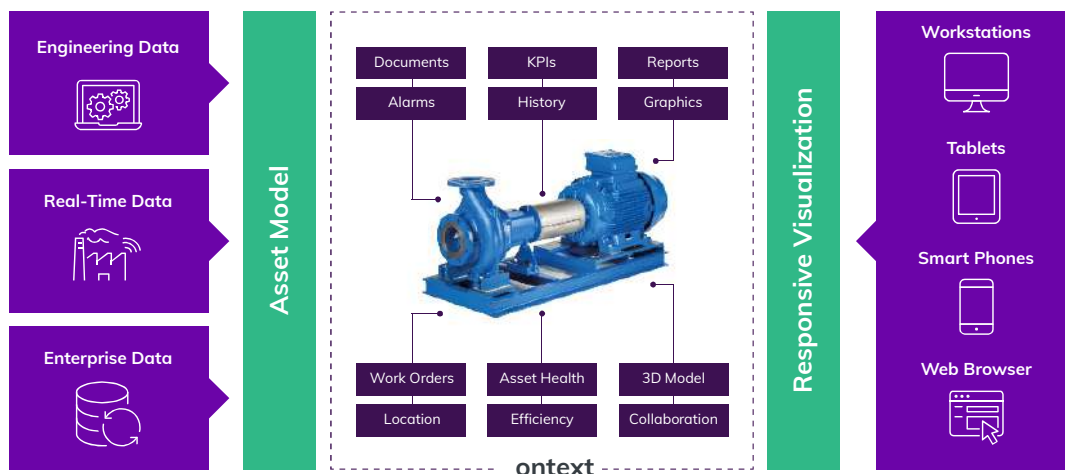 Engineering Data
Real-Time Data
Enterprise Data
Asset Model
Documents
KPIs
Reports
Alarms
History
Graphics
Work Orders
Asset Health
3D Model
Location
Efficiency
Collaboration
ontext
Responsive Visualization
Workstations
Tablets
Smart Phones
Web Browser